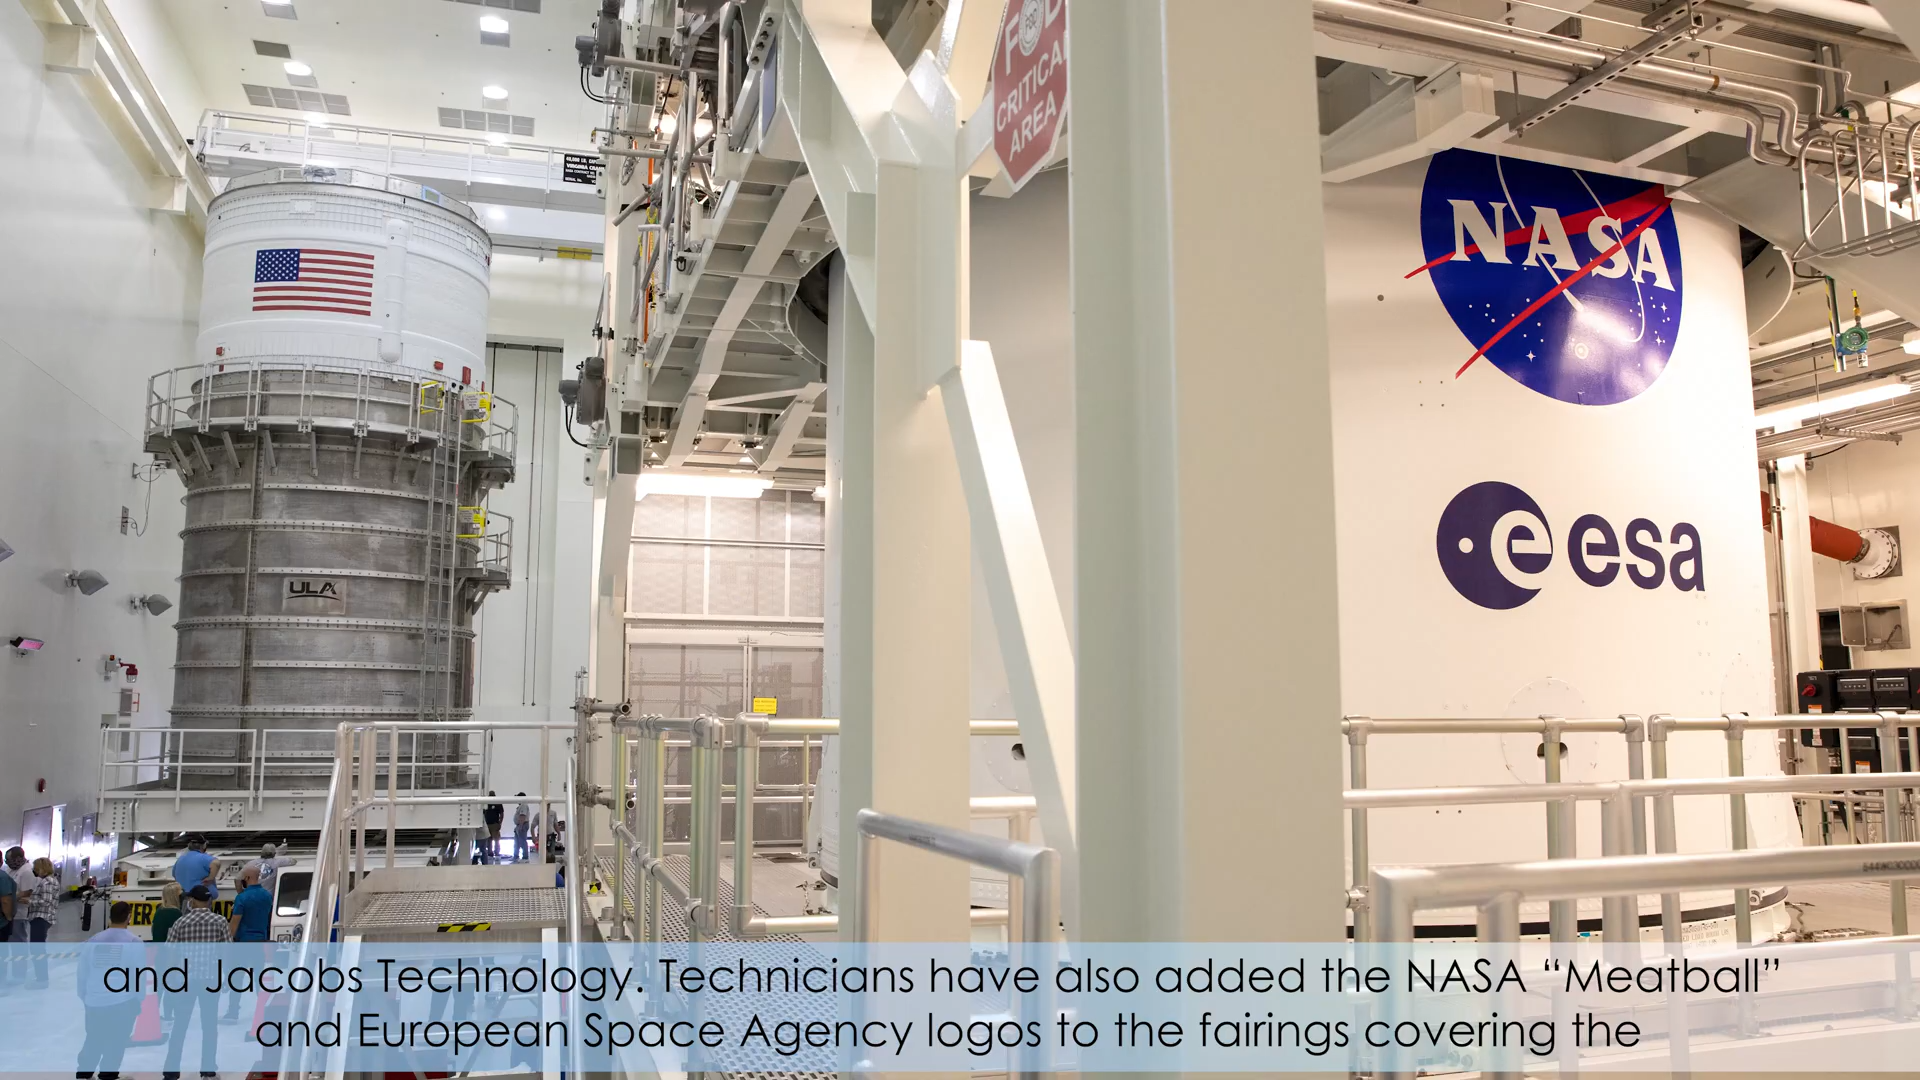 FOD
CRITICAL
AREA
NASA
esa
ULA
and Jacobs Technology. Technicians have also added the NASA “Meatball”
and European Space Agency logos to the fairings covering the